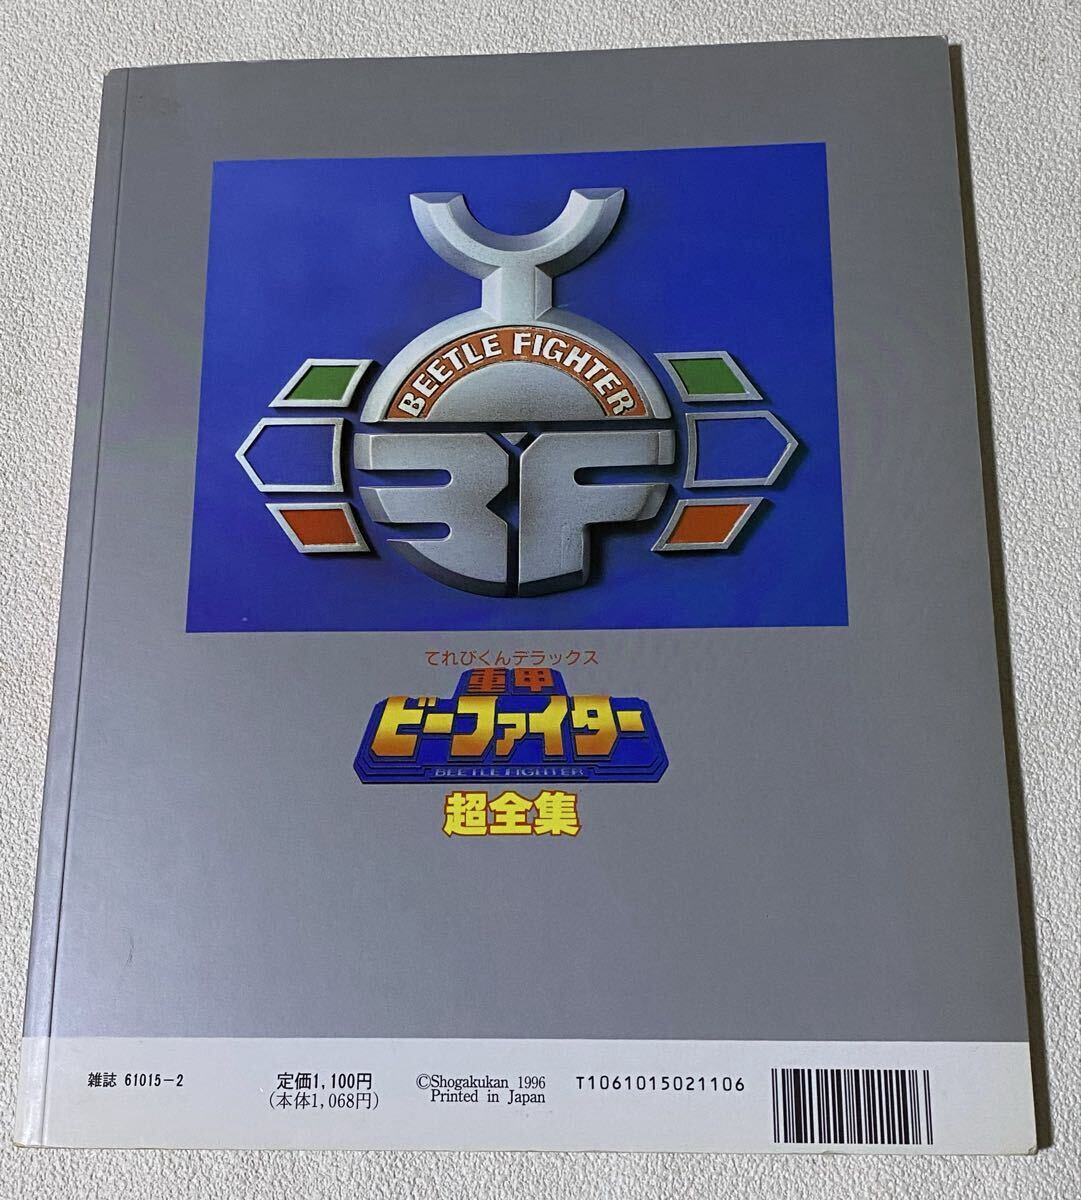 BEETLE FIGHTER
BF
てれびくんデラックス
重甲
ビーファイター
BEETLE FIGHTER
超全集
雑誌 61015-2
定価1,100円
(本体1,068円)
©Shogakukan 1996
Printed in Japan
T1061015021106